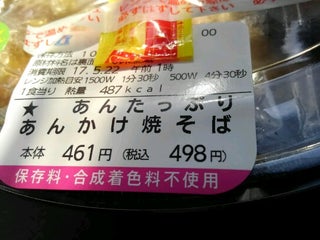 00
消費期限 17.5.22 午前1時
レンジ加熱目安1500W 1分30秒 500W 4分30秒
1食当り 熱量 487kcal
★ あんたっぷり
あんかけ焼そば
本体 461円 (税込 498円)
保存料・合成着色料不使用